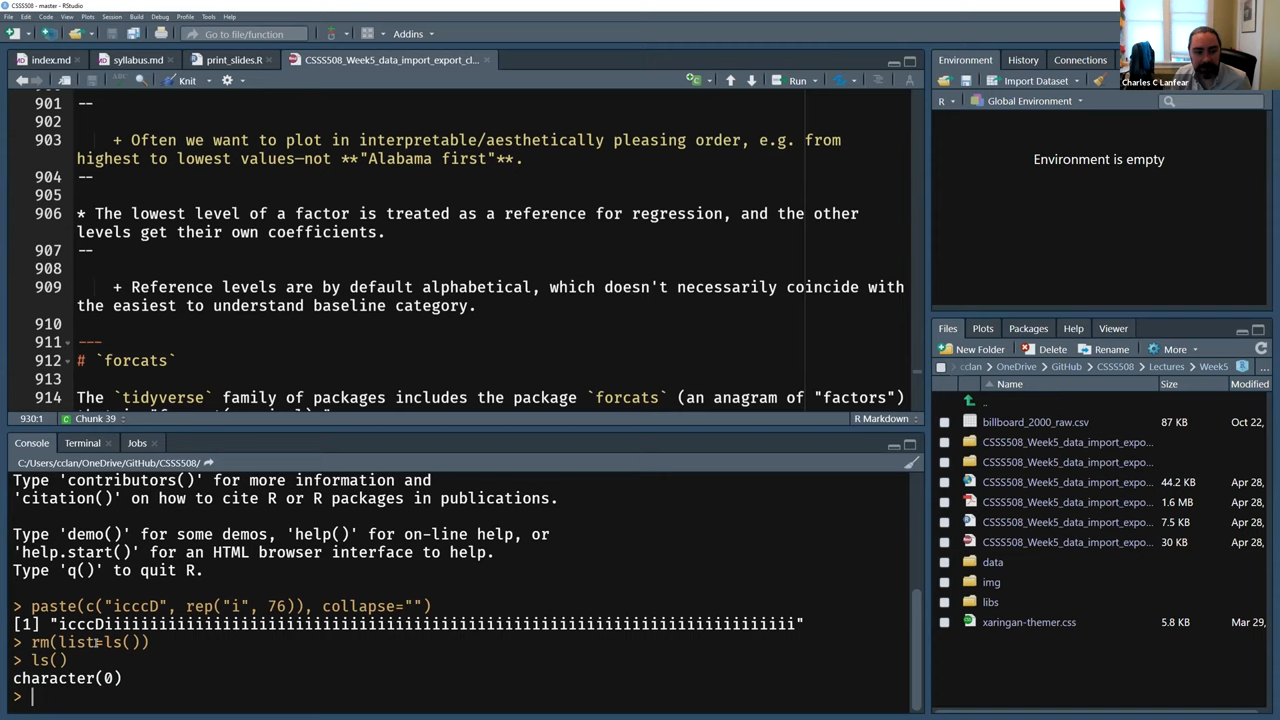 CSSS508 - master - RStudio
File Edit Code View Plots Session Build Debug Profile Tools Help
Go to file/function
Addins
index.md
syllabus.md
print_slides.R
CSSS508_Week5_data_import_export_cl...
Knit
Run
901 --
902
903 + Often we want to plot in interpretable/aesthetically pleasing order, e.g. from
highest to lowest values—not **"Alabama first"**.
904 --
905
906 * The lowest level of a factor is treated as a reference for regression, and the other
levels get their own coefficients.
907 --
908
909 + Reference levels are by default alphabetical, which doesn't necessarily coincide with
the easiest to understand baseline category.
910
911 ---
912 # `forcats`
913
914 The `tidyverse` family of packages includes the package `forcats` (an anagram of "factors")
930:1
Chunk 39
R Markdown
Console Terminal Jobs
C:/Users/cclan/OneDrive/GitHub/CSSS508/
Type 'contributors()' for more information and
'citation()' on how to cite R or R packages in publications.
Type 'demo()' for some demos, 'help()' for on-line help, or
'help.start()' for an HTML browser interface to help.
Type 'q()' to quit R.
> paste(c("icccD", rep("i", 76)), collapse="")
[1] "icccDiiiiiiiiiiiiiiiiiiiiiiiiiiiiiiiiiiiiiiiiiiiiiiiiiiiiiiiiiiiiiiiiiiiiiiiiiiii"
> rm(list=ls())
> ls()
character(0)
>
Charles C Lanfear
Environment History Connections
Import Dataset
R Global Environment
Environment is empty
Files Plots Packages Help Viewer
New Folder Delete Rename More
cclan OneDrive GitHub CSSS508 Lectures Week5 ...
Name Size Modified
..
billboard_2000_raw.csv 87 KB Oct 22,
CSSS508_Week5_data_import_expo...
CSSS508_Week5_data_import_expo...
CSSS508_Week5_data_import_expo... 44.2 KB Apr 28,
CSSS508_Week5_data_import_expo... 1.6 MB Apr 28,
CSSS508_Week5_data_import_expo... 7.5 KB Apr 28,
CSSS508_Week5_data_import_expo... 30 KB Apr 28,
data
img
libs
xaringan-themer.css 5.8 KB Mar 29,